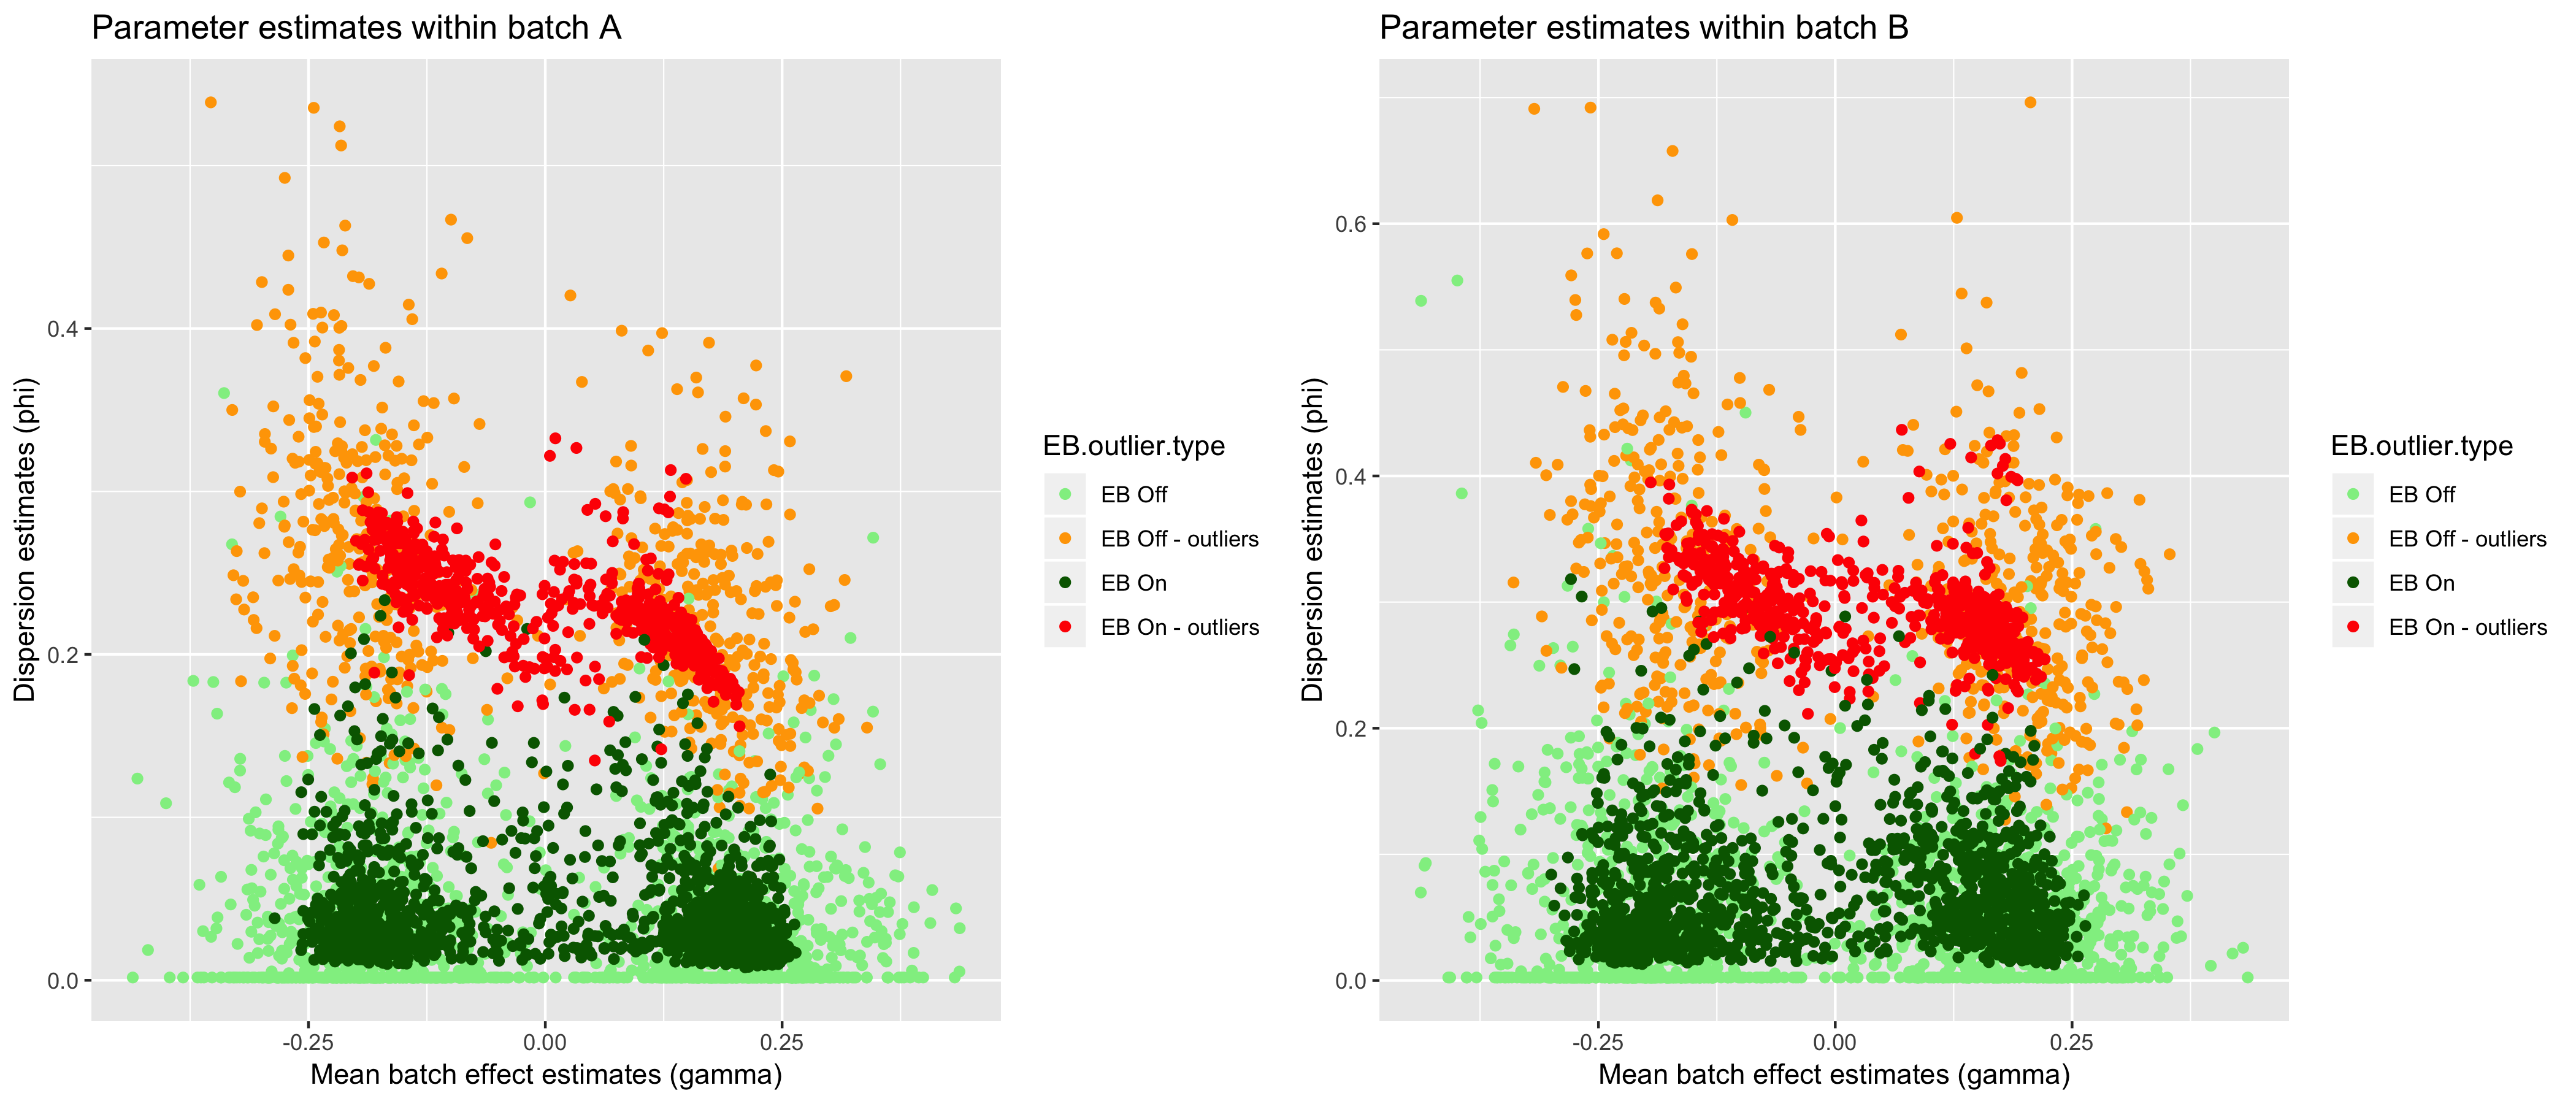 Parameter estimates within batch A
Dispersion estimates (phi)
0.4
0.2
0.0
-0.25 0.00 0.25
Mean batch effect estimates (gamma)
EB.outlier.type
EB Off
EB Off - outliers
EB On
EB On - outliers
Parameter estimates within batch B
Dispersion estimates (phi)
0.6
0.4
0.2
0.0
-0.25 0.00 0.25
Mean batch effect estimates (gamma)
EB.outlier.type
EB Off
EB Off - outliers
EB On
EB On - outliers